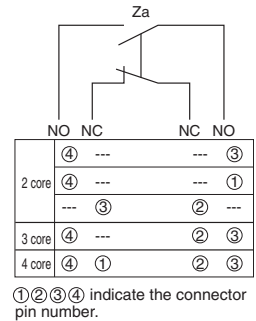 Za
NO NC NC NO
2 core ④ --- --- ③
④ --- --- ①
--- ③ ② ---
3 core ④ --- ② ③
4 core ④ ① ② ③
①②③④ indicate the connector
pin number.